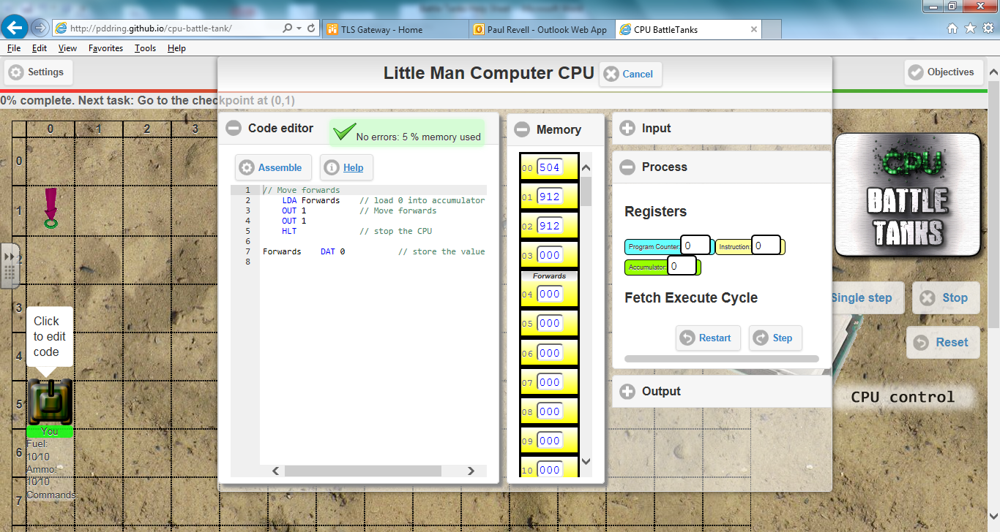 http://pddring.github.io/cpu-battle-tank/
TLS Gateway - Home
Paul Revell - Outlook Web App
CPU BattleTanks
File Edit View Favorites Tools Help
Settings
Little Man Computer CPU
Cancel
Objectives
0% complete. Next task: Go to the checkpoint at (0,1)
0 1 2 3
0
1
2
3
4
5
6
7
Click
to edit
code
You
Fuel:
10/10
Ammo:
10/10
Commands
Code editor
No errors: 5 % memory used
Assemble
Help
1 // Move forwards
2 LDA Forwards // load 0 into accumulator
3 OUT 1 // Move forwards
4 OUT 1
5 HLT // stop the CPU
6
7 Forwards DAT 0 // store the value
8
Memory
00 504
01 912
02 912
03 000
Forwards
04 000
05 000
06 000
07 000
08 000
09 000
10 000
Input
Process
Registers
Program Counter: 0
Instruction: 0
Accumulator: 0
Fetch Execute Cycle
Restart
Step
Output
CPU
BATTLE
TANKS
Single step
Stop
Reset
CPU control